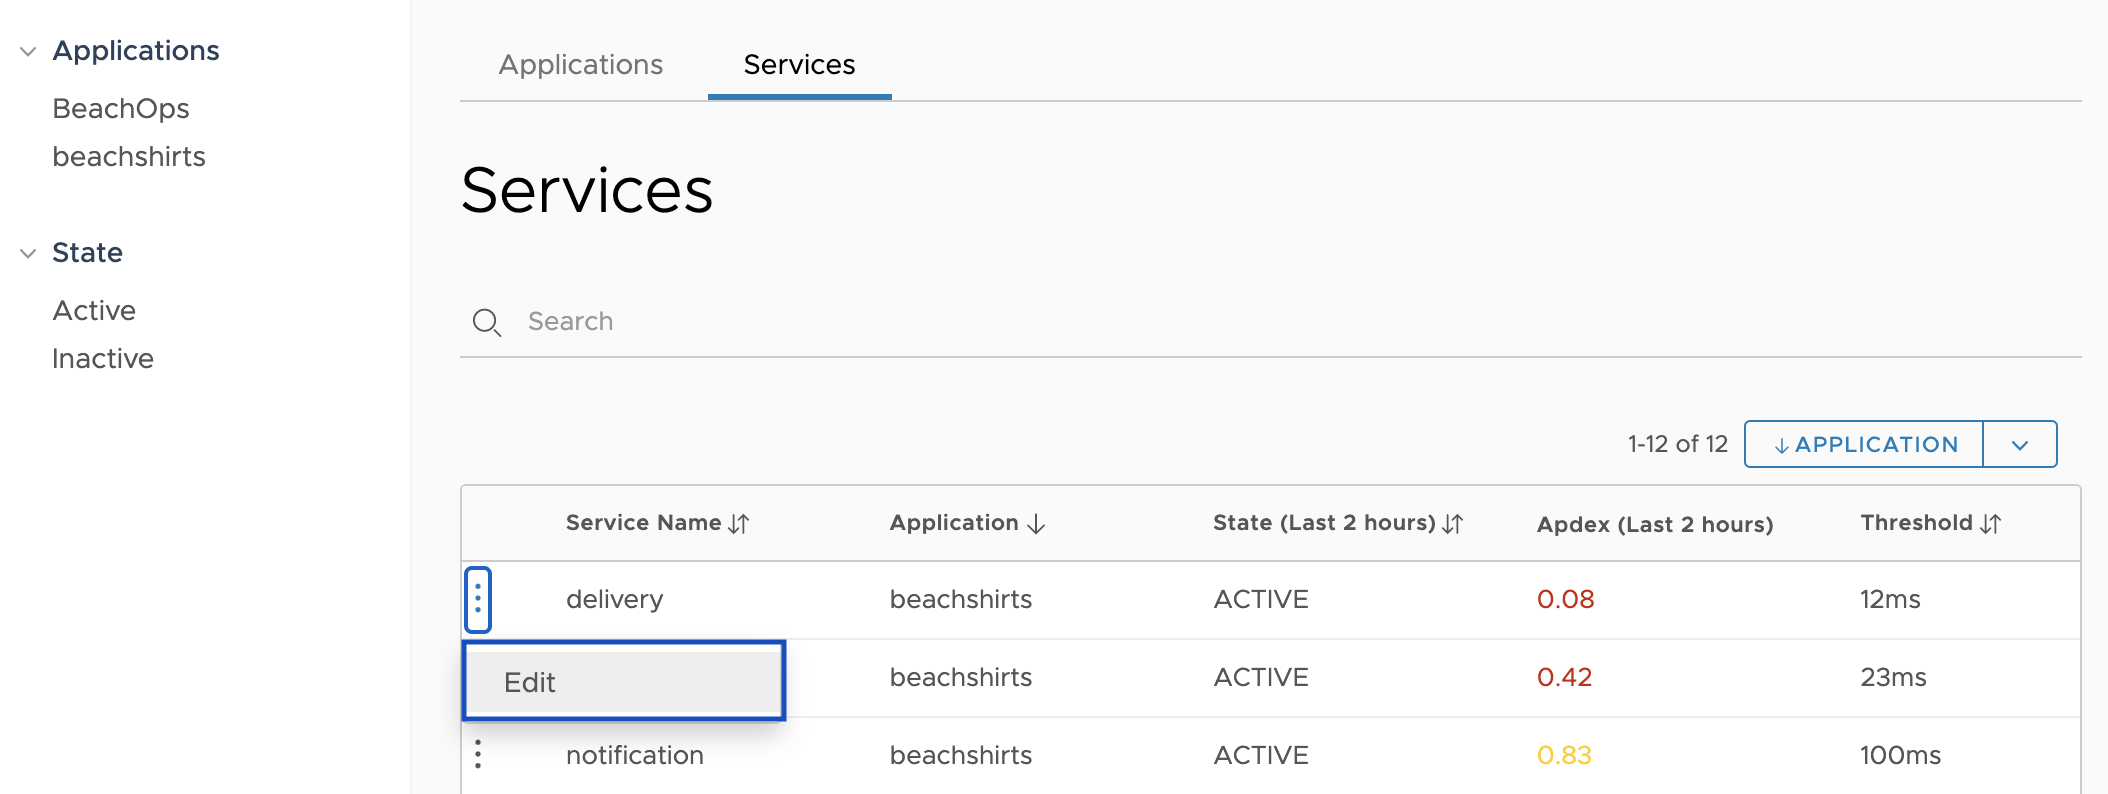 Applications
BeachOps
beachshirts
State
Active
Inactive
Applications Services
Services
Search
1-12 of 12 APPLICATION
Service Name Application State (Last 2 hours) Apdex (Last 2 hours) Threshold
delivery beachshirts ACTIVE 0.08 12ms
Edit beachshirts ACTIVE 0.42 23ms
notification beachshirts ACTIVE 0.83 100ms